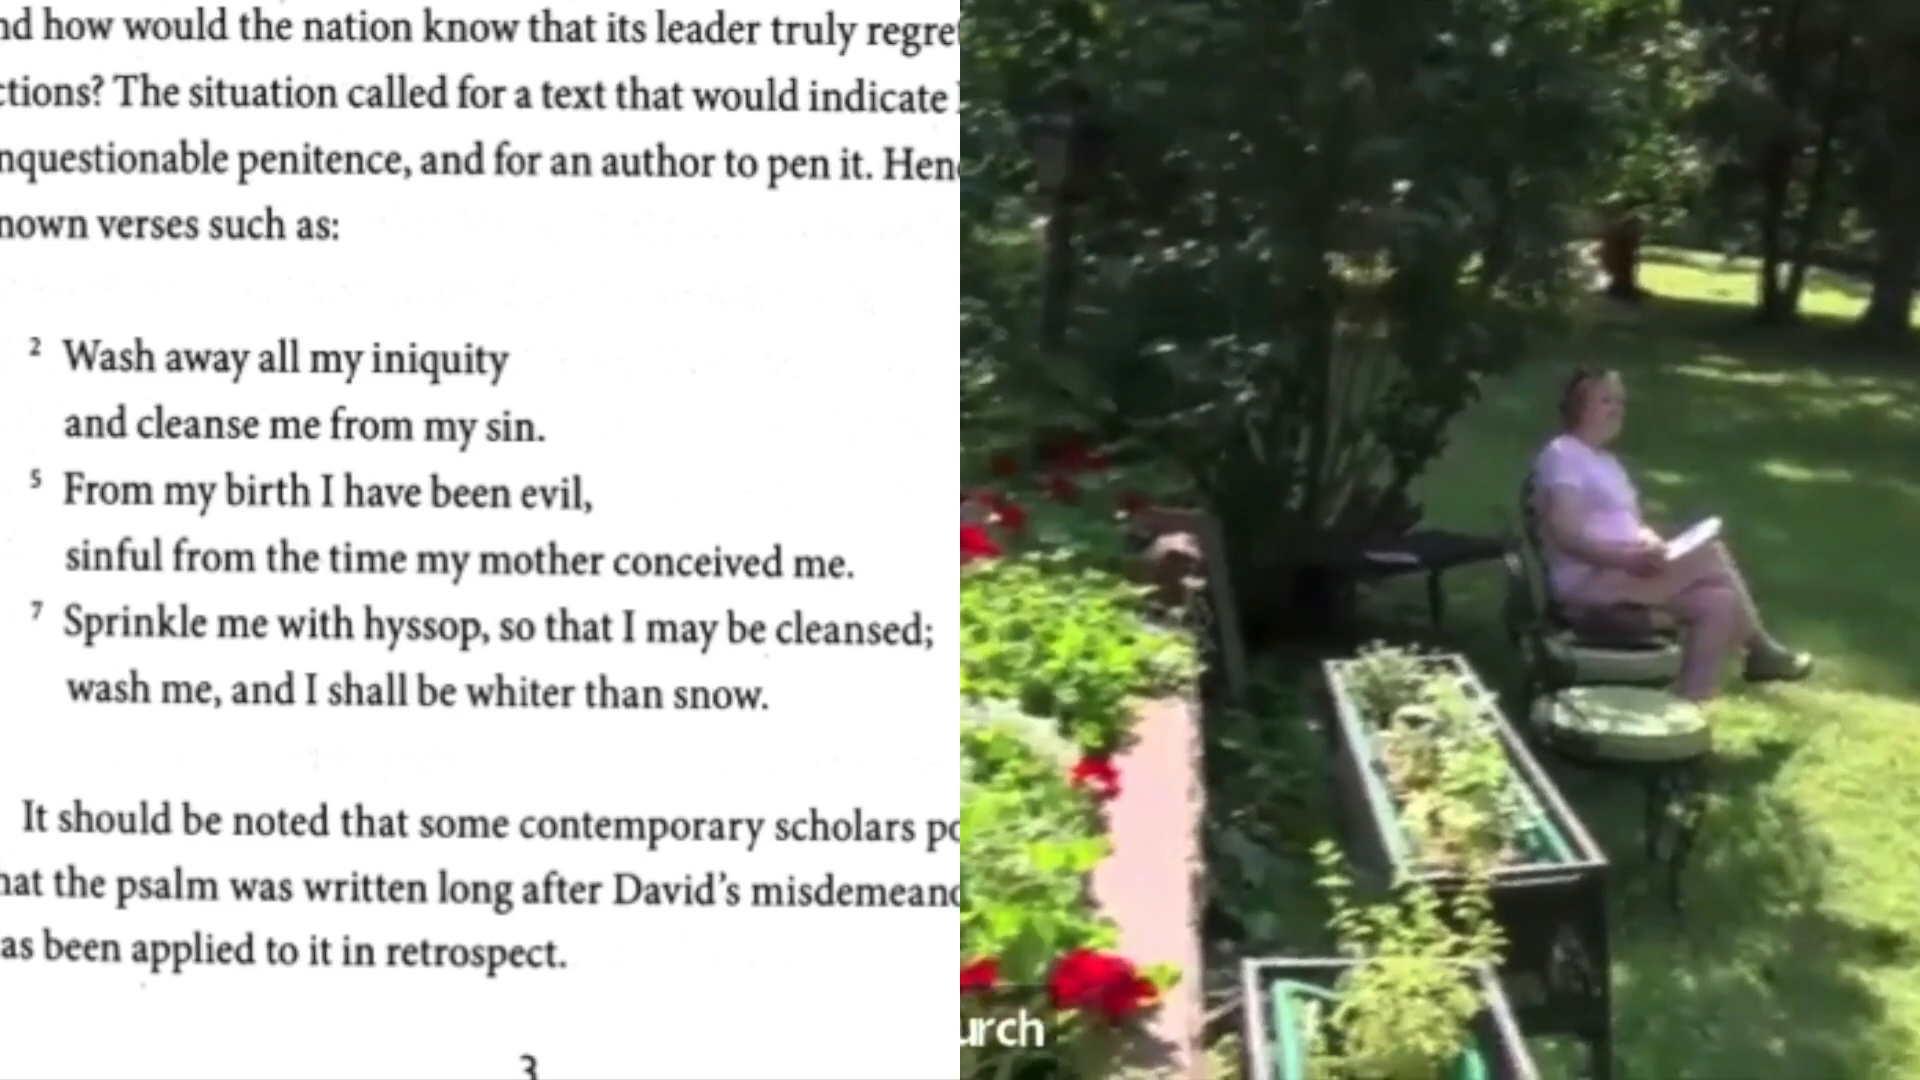 nd how would the nation know that its leader truly regre
ctions? The situation called for a text that would indicate
nquestionable penitence, and for an author to pen it. Hen
nown verses such as:
2 Wash away all my iniquity
and cleanse me from my sin.
5 From my birth I have been evil,
sinful from the time my mother conceived me.
7 Sprinkle me with hyssop, so that I may be cleansed;
wash me, and I shall be whiter than snow.
It should be noted that some contemporary scholars po
hat the psalm was written long after David's misdemeano
as been applied to it in retrospect.
3
urch